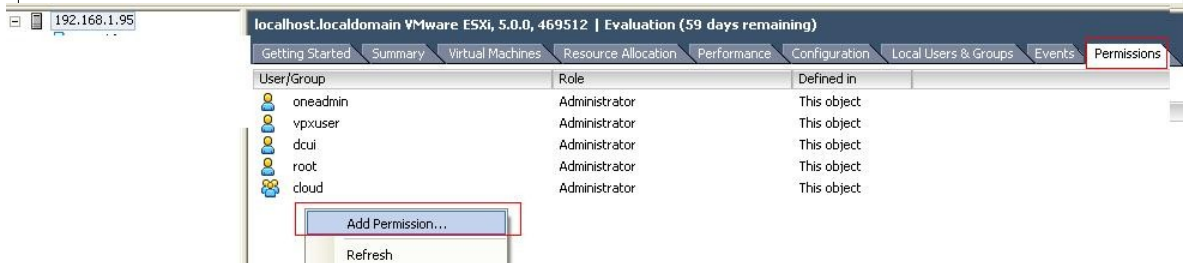 192.168.1.95
localhost.localdomain VMware ESXi, 5.0.0, 469512 | Evaluation (59 days remaining)
Getting Started Summary Virtual Machines Resource Allocation Performance Configuration Local Users & Groups Events Permissions
User/Group Role Defined in
oneadmin Administrator This object
vpxuser Administrator This object
dcui Administrator This object
root Administrator This object
cloud Administrator This object
Add Permission...
Refresh